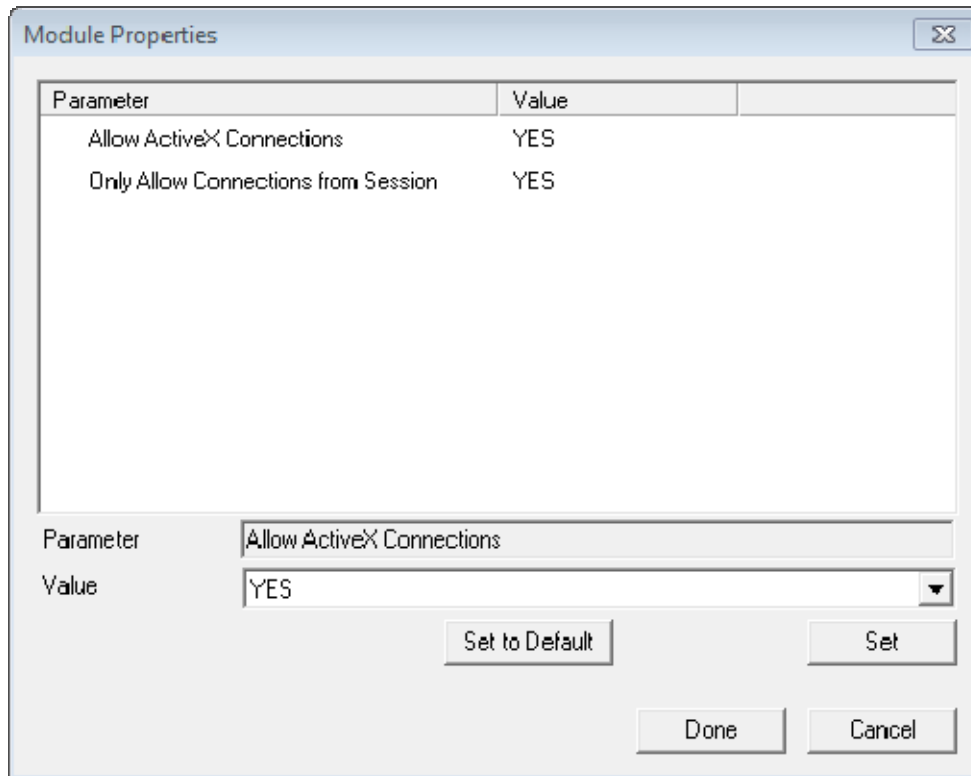 Module Properties
Parameter Value
Allow ActiveX Connections YES
Only Allow Connections from Session YES
Parameter Allow ActiveX Connections
Value YES
Set to Default Set
Done Cancel